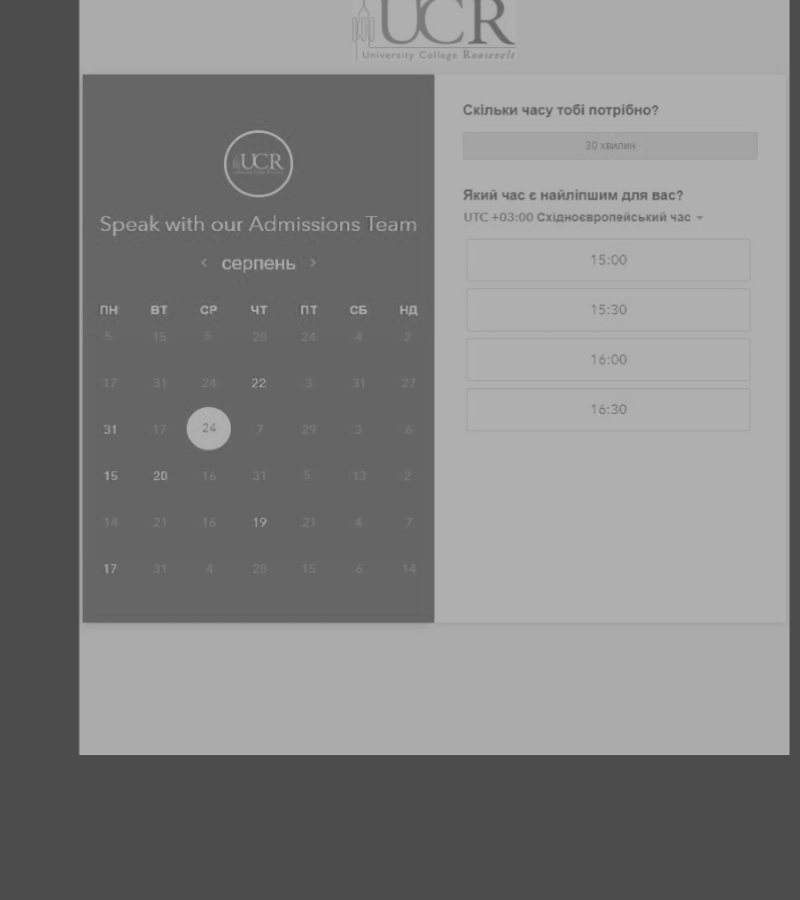 UCR
University College Roosevelt
UCR
Speak with our Admissions Team
‹ серпень ›
ПН ВТ СР ЧТ ПТ СБ НД
5 15 5 28 24 4 2
17 31 24 22 3 31 27
31 17 24 7 29 3 6
15 20 16 31 5 13 2
14 21 16 19 21 4 7
17 31 4 28 15 6 14
Скільки часу тобі потрібно?
30 хвилин
Який час є найліпшим для вас?
UTC +03:00 Східноєвропейський час
15:00
15:30
16:00
16:30